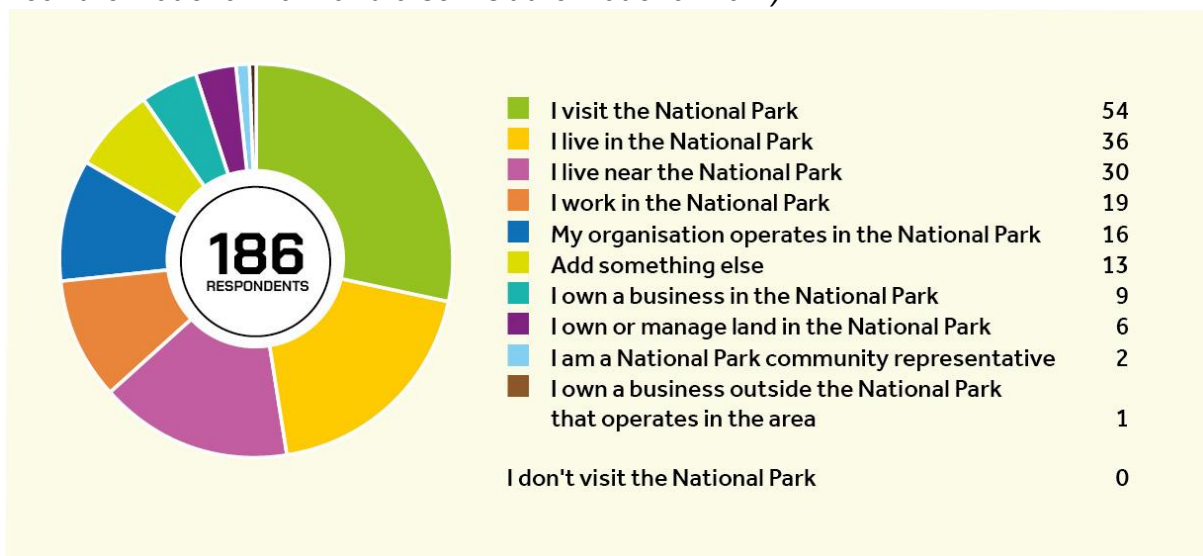 186
RESPONDENTS
I visit the National Park 54
I live in the National Park 36
I live near the National Park 30
I work in the National Park 19
My organisation operates in the National Park 16
Add something else 13
I own a business in the National Park 9
I own or manage land in the National Park 6
I am a National Park community representative 2
I own a business outside the National Park
that operates in the area 1
I don't visit the National Park 0